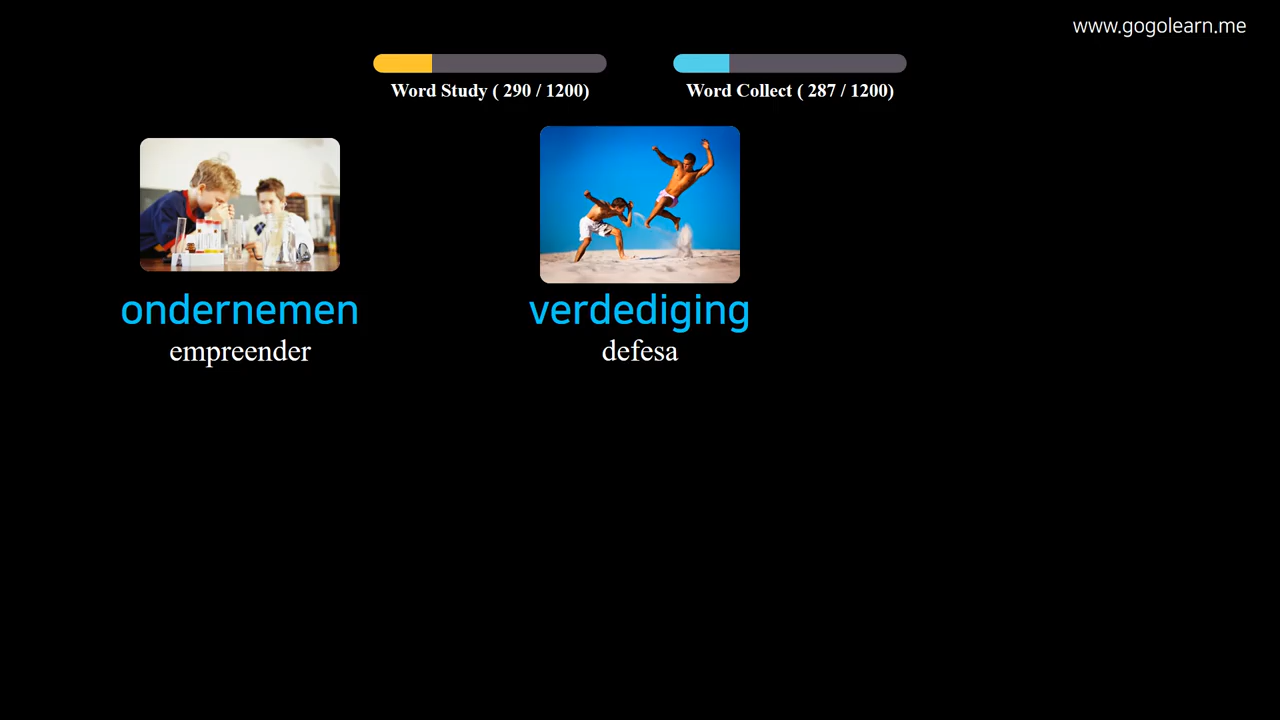 www.gogolearn.me
Word Study ( 290 / 1200)
Word Collect ( 287 / 1200)
ondernemen
verdediging
empreender
defesa